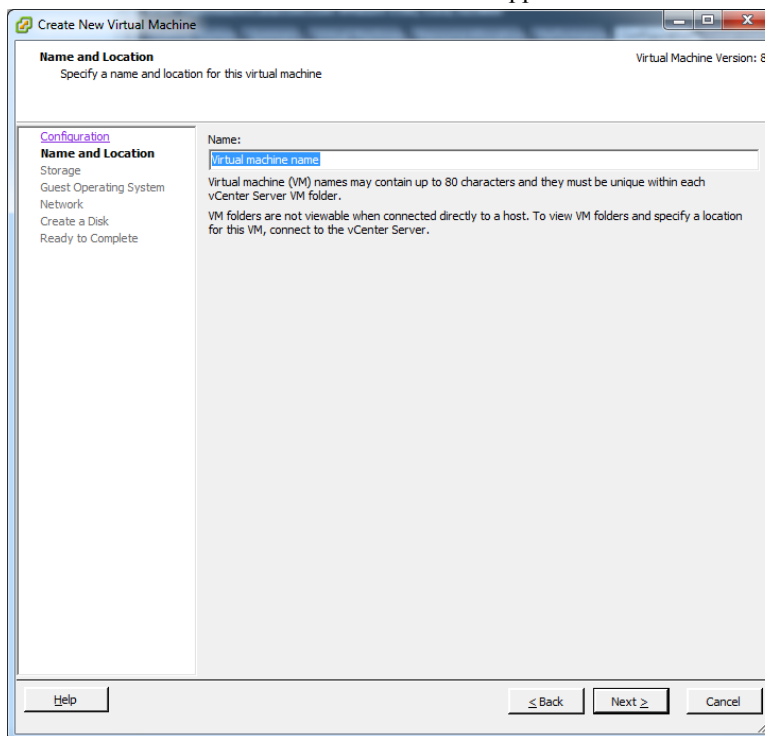 Create New Virtual Machine
Name and Location
Virtual Machine Version: 8
Specify a name and location for this virtual machine
Configuration
Name and Location
Storage
Guest Operating System
Network
Create a Disk
Ready to Complete
Name:
Virtual machine name
Virtual machine (VM) names may contain up to 80 characters and they must be unique within each
vCenter Server VM folder.
VM folders are not viewable when connected directly to a host. To view VM folders and specify a location
for this VM, connect to the vCenter Server.
Help
< Back
Next >
Cancel